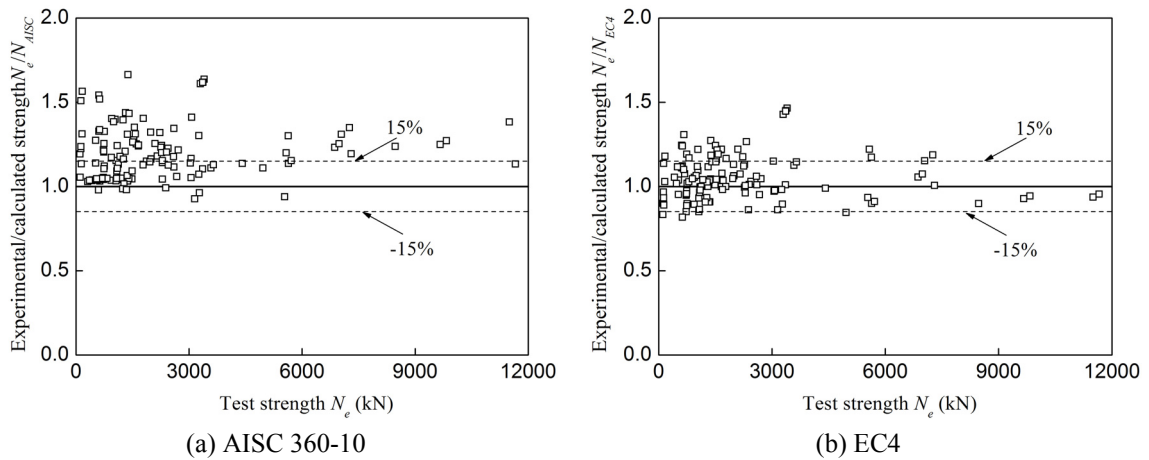 2.0
1.5
1.0
0.5
0.0
Experimental/calculated strengthN_e/N_AISC
15%
-15%
0 3000 6000 9000 12000
Test strength N_e (kN)
(a) AISC 360-10
2.0
1.5
1.0
0.5
0.0
Experimental/calculated strength N_e/N_EC4
15%
-15%
0 3000 6000 9000 12000
Test strength N_e (kN)
(b) EC4